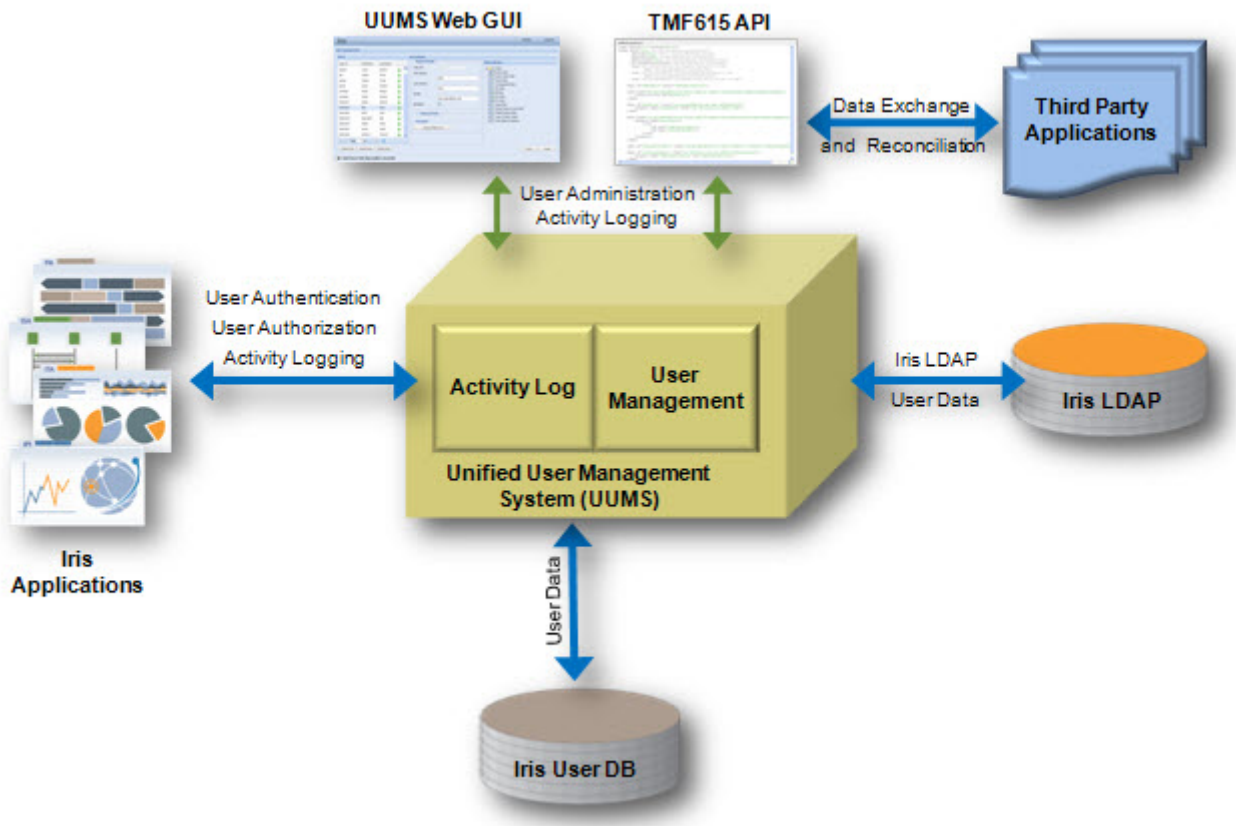 UUMS Web GUI
TMF615 API
Data Exchange
and Reconciliation
Third Party
Applications
User Administration
Activity Logging
User Authentication
User Authorization
Activity Logging
Activity Log
User
Management
Unified User Management
System (UUMS)
Iris LDAP
User Data
Iris LDAP
Iris
Applications
User Data
Iris User DB